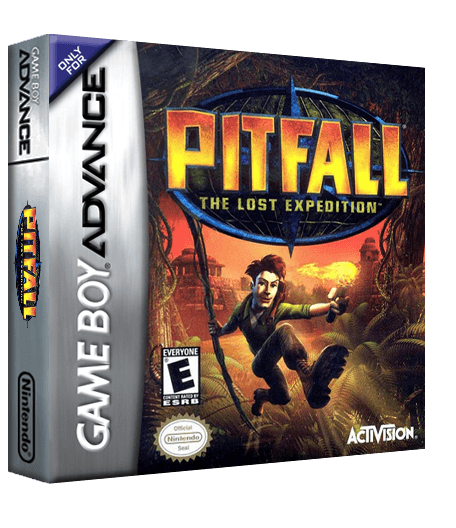 GAME BOY
ADVANCE
PITFALL
Nintendo®
ONLY
FOR
GAME BOY ADVANCE
PITFALL
THE LOST EXPEDITION™
EVERYONE
E
CONTENT RATED BY
ESRB
Official
Nintendo
Seal
ACTIVISION.